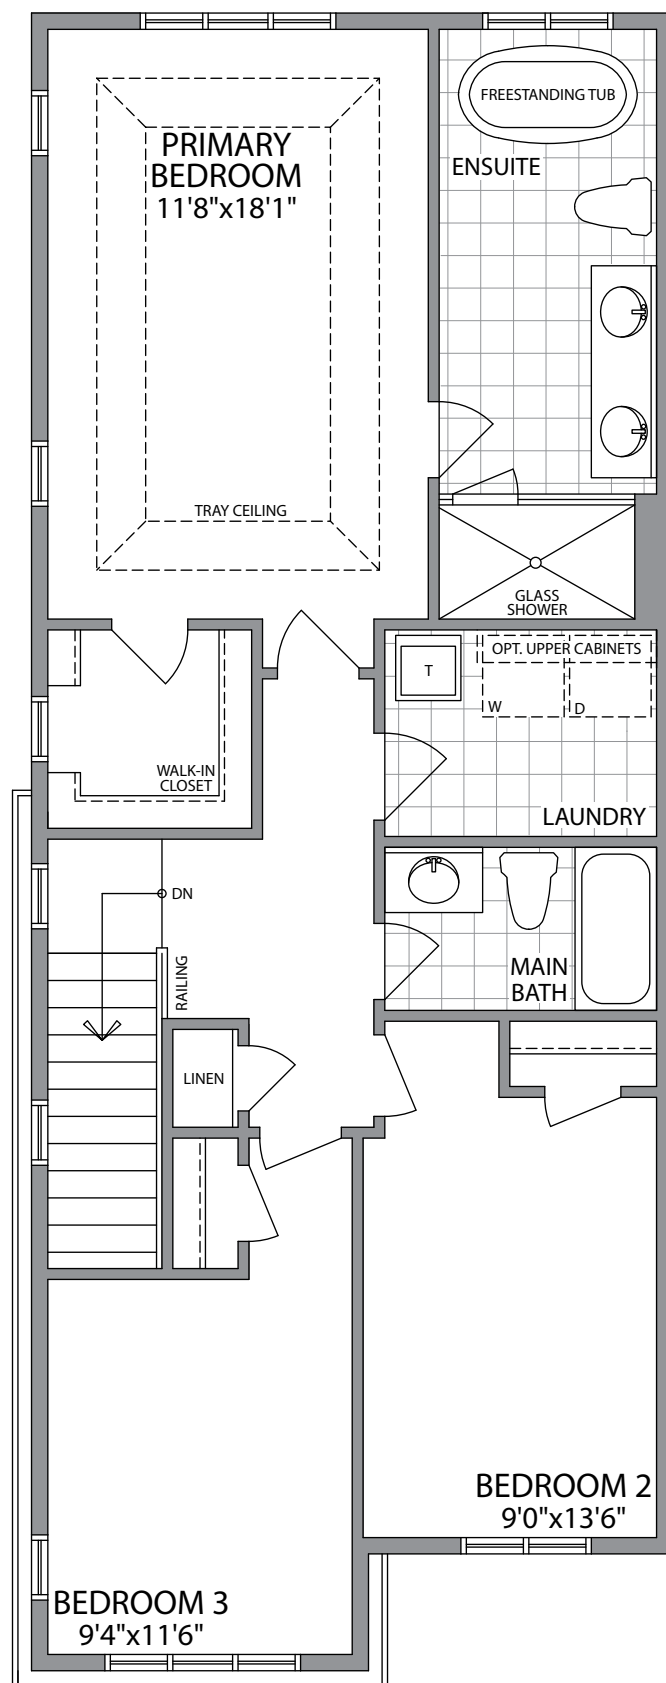 FREESTANDING TUB
PRIMARY
BEDROOM
11'8"x18'1"
ENSUITE
TRAY CEILING
GLASS
SHOWER
OPT. UPPER CABINETS
T
W
D
WALK-IN
CLOSET
LAUNDRY
DN
RAILING
MAIN
BATH
LINEN
BEDROOM 2
9'0"x13'6"
BEDROOM 3
9'4"x11'6"